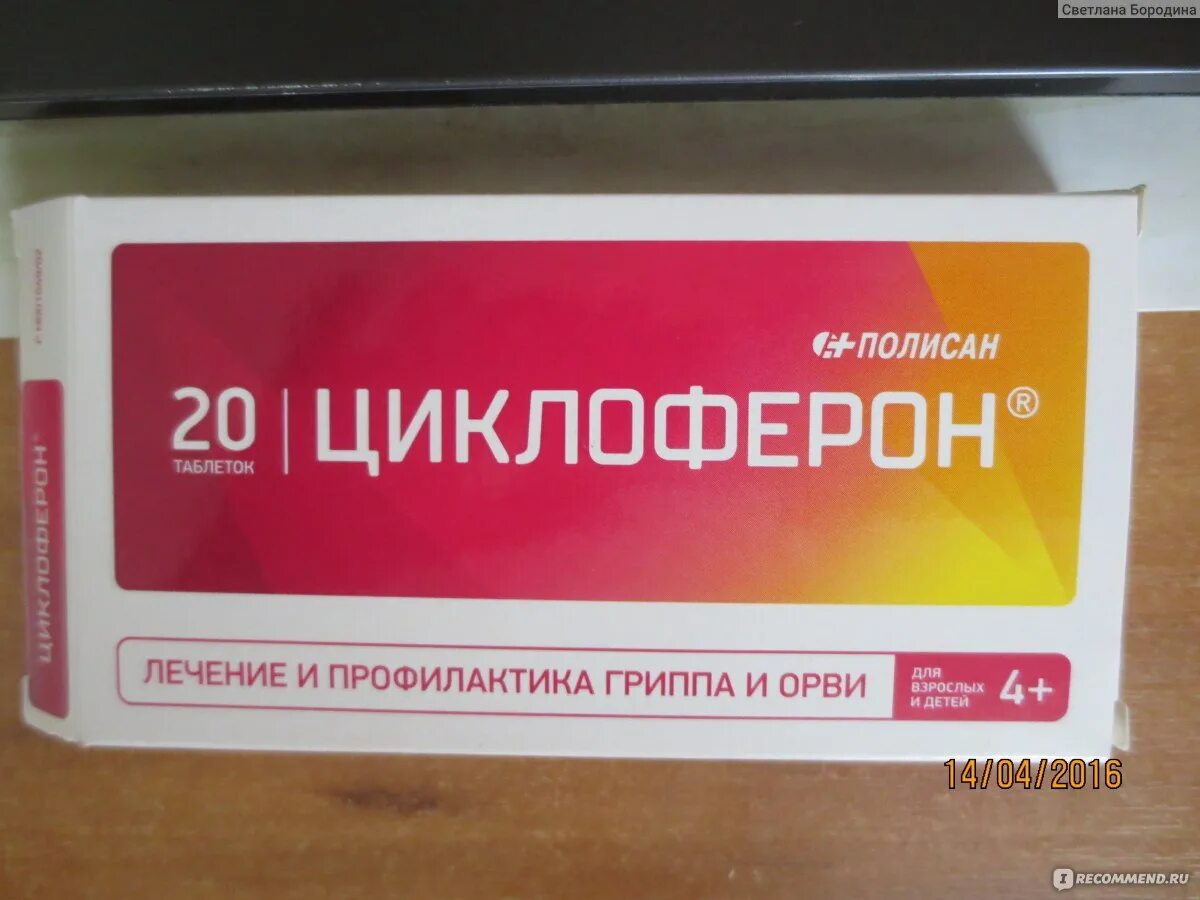 Светлана Бородина
ПОЛИСАН
20
ТАБЛЕТОК
ЦИКЛОФЕРОН®
ЦИКЛОФЕРОН®
ЛЕЧЕНИЕ И ПРОФИЛАКТИКА ГРИППА И ОРВИ
ДЛЯ
ВЗРОСЛЫХ
И ДЕТЕЙ
4+
14/04/2016
IRECOMMEND.RU